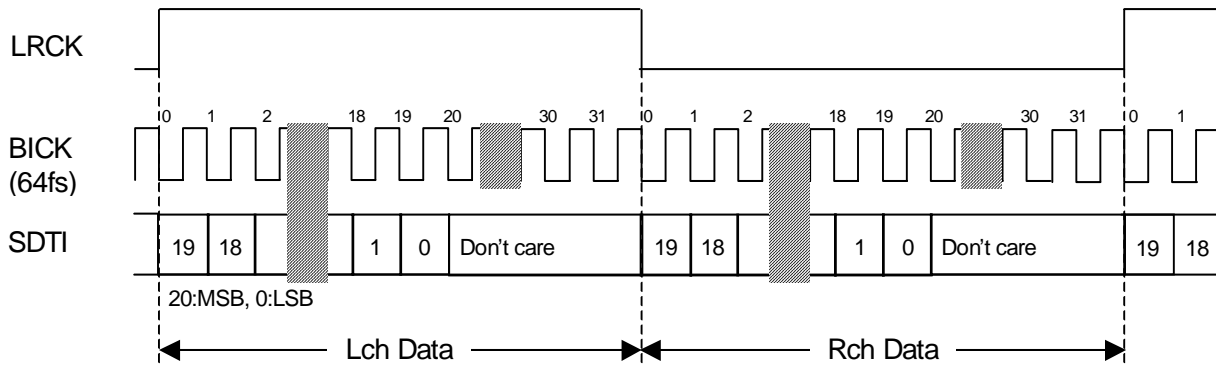 LRCK
0 1 2 18 19 20 30 31 0 1 2 18 19 20 30 31 0 1
BICK
(64fs)
SDTI 19 18 1 0 Don't care 19 18 1 0 Don't care 19 18
20:MSB, 0:LSB
Lch Data Rch Data